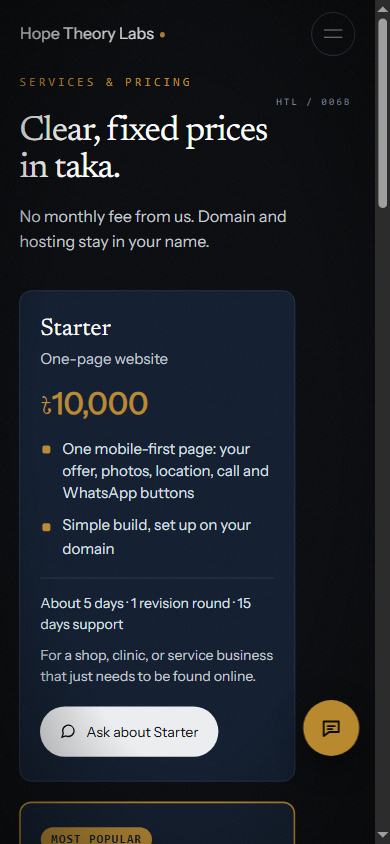 Hope Theory Labs
SERVICES & PRICING
HTL / 006B
Clear, fixed prices
in taka.
No monthly fee from us. Domain and
hosting stay in your name.
Starter
One-page website
৳10,000
One mobile-first page: your
offer, photos, location, call and
WhatsApp buttons
Simple build, set up on your
domain
About 5 days · 1 revision round · 15
days support
For a shop, clinic, or service business
that just needs to be found online.
Ask about Starter
MOST POPULAR